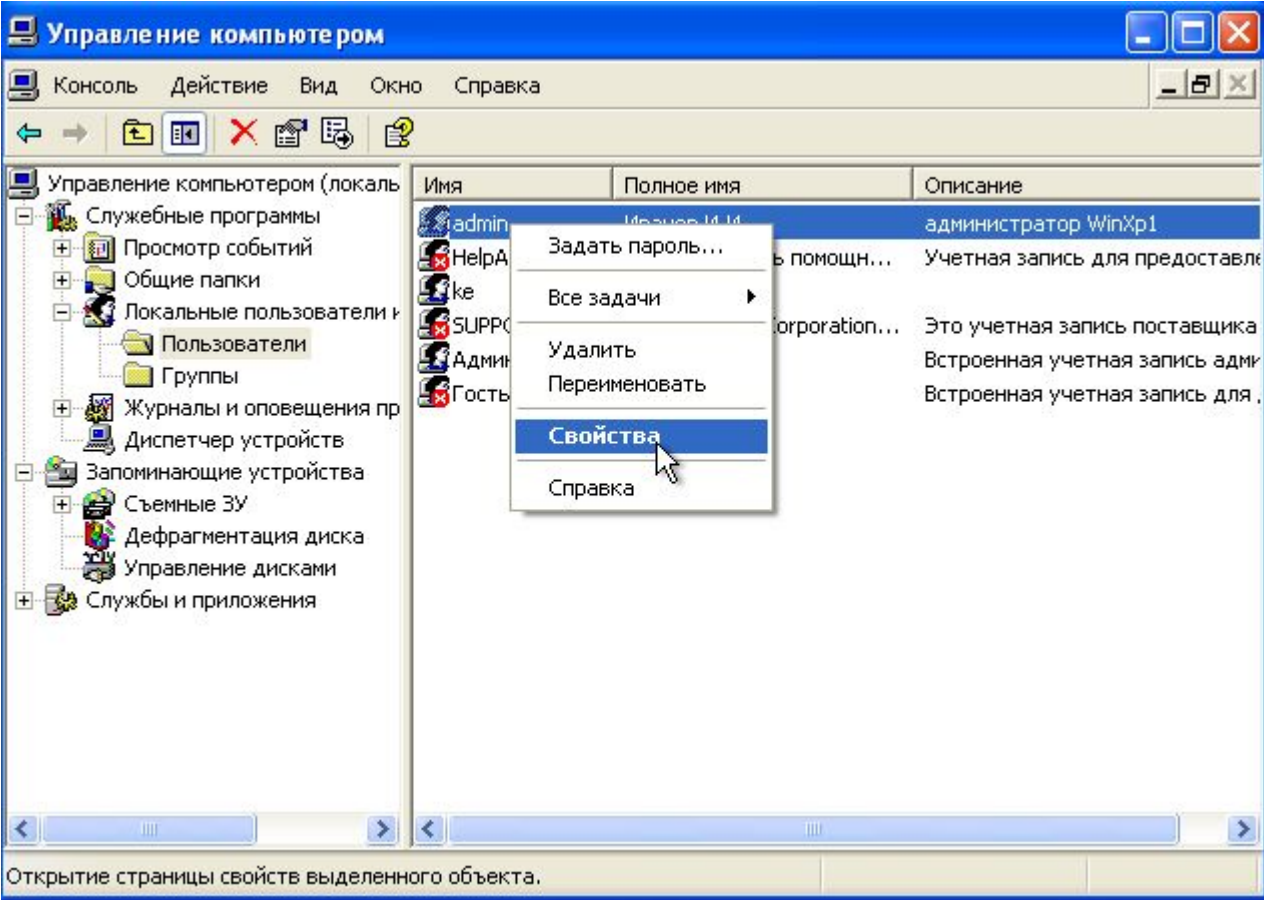 Управление компьютером
Консоль Действие Вид Окно Справка
Управление компьютером (локаль
Служебные программы
Просмотр событий
Общие папки
Локальные пользователи и
Пользователи
Группы
Журналы и оповещения пр
Диспетчер устройств
Запоминающие устройства
Съемные ЗУ
Дефрагментация диска
Управление дисками
Службы и приложения
Имя Полное имя Описание
admin администратор WinXp1
HelpA ь помощн... Учетная запись для предоставле
ke
SUPPO Corporation... Это учетная запись поставщика
Админ Встроенная учетная запись адми
Гость Встроенная учетная запись для
Задать пароль...
Все задачи
Удалить
Переименовать
Свойства
Справка
Открытие страницы свойств выделенного объекта.